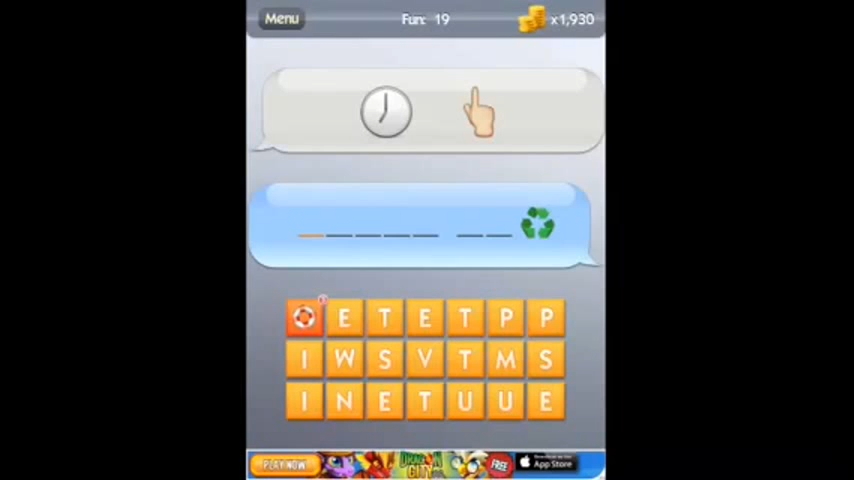 Menu Fun: 19 x1,930
E T E T P P
I W S V T M S
I N E T U U E
PLAY NOW! DRAGON CITY FREE App Store